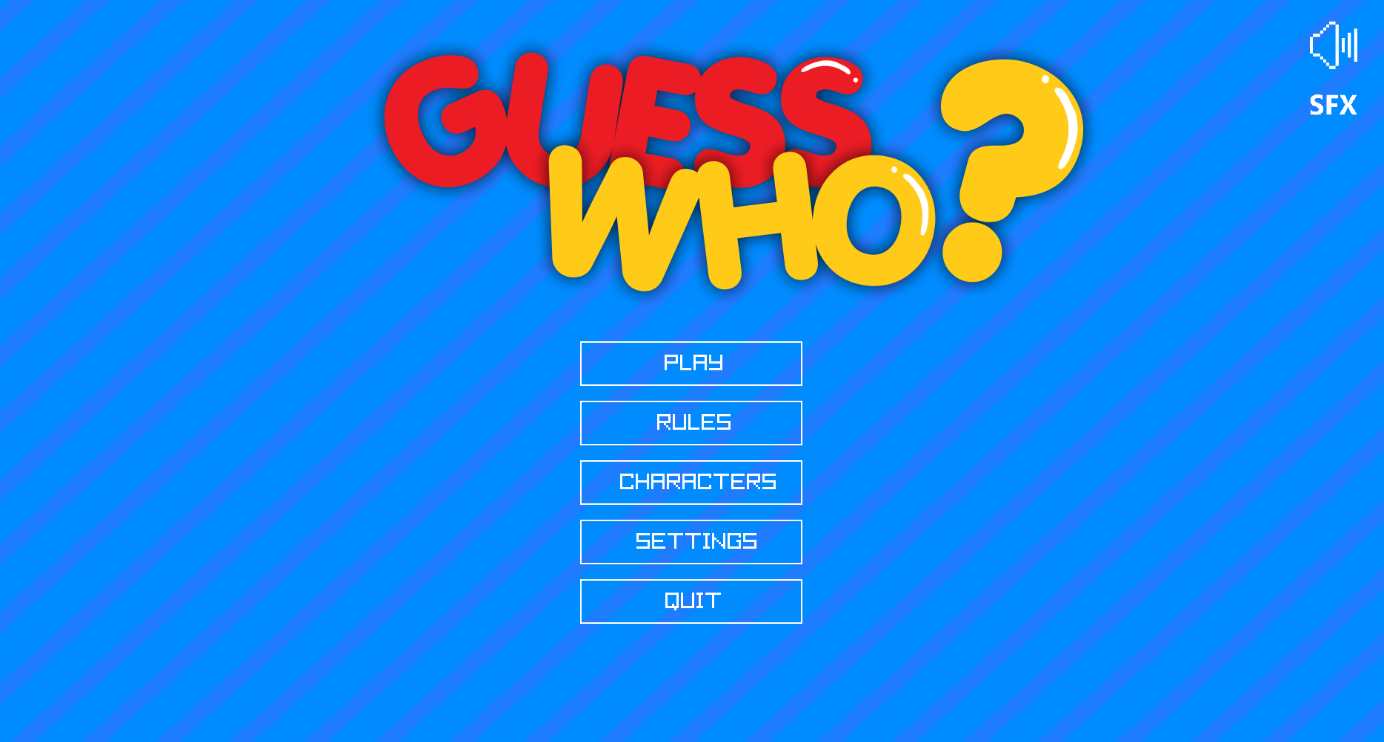 GUESS
WHO?
SFX
PLAY
RULES
CHARACTERS
SETTINGS
QUIT